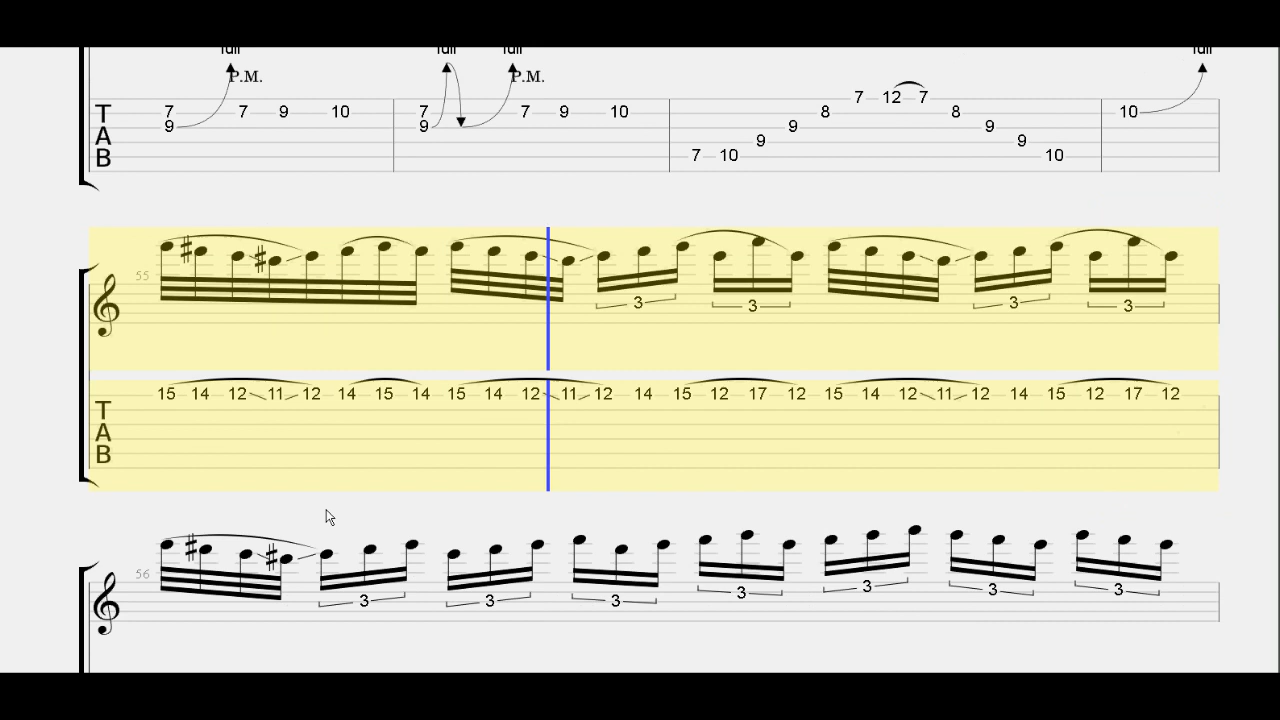 full full full full
P.M. P.M.
7 7 9 10 7 7 9 10 7 12 7 8 8 10
9 9 9 9
9 9
7 10 10
T
A
B
55
3 3 3 3
15 14 12 11 12 14 15 14 15 14 12 11 12 14 15 12 17 12 15 14 12 11 12 14 15 12 17 12
T
A
B
56
3 3 3 3 3 3 3